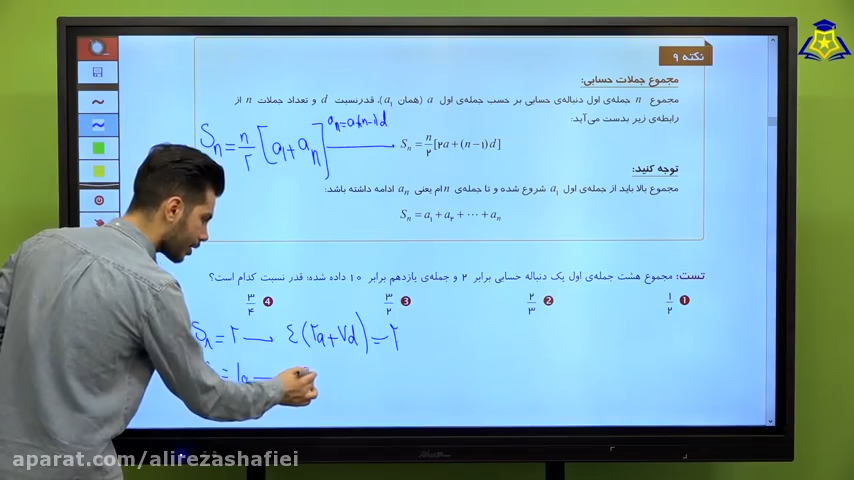 نکته ۹
مجموع جملات حسابی:
مجموع n جمله‌ی اول دنباله‌ی حسابی بر حسب جمله‌ی اول a (همان a₁)، قدرنسبت d و تعداد جملات n از
رابطه‌ی زیر بدست می‌آید:
Sₙ = n/۲ [a₁ + aₙ] aₙ = a + (n-1)d
Sₙ = n/۲ [۲a + (n−۱)d]
توجه کنید:
مجموع بالا باید از جمله‌ی اول a₁ شروع شده و تا جمله‌ی nام یعنی aₙ ادامه داشته باشد:
Sₙ = a₁ + a₂ + ⋯ + aₙ
تست: مجموع هشت جمله‌ی اول یک دنباله حسابی برابر ۲ و جمله‌ی یازدهم برابر ۱۰ داده شده؛ قدر نسبت کدام است؟
۱ ۱/۲ ۲ ۲/۳ ۳ ۳/۲ ۴ ۳/۴
S₈ = ۲ → ٤(۲a + ۷d) = ۲
= ۱۰
aparat.com/alirezashafiei